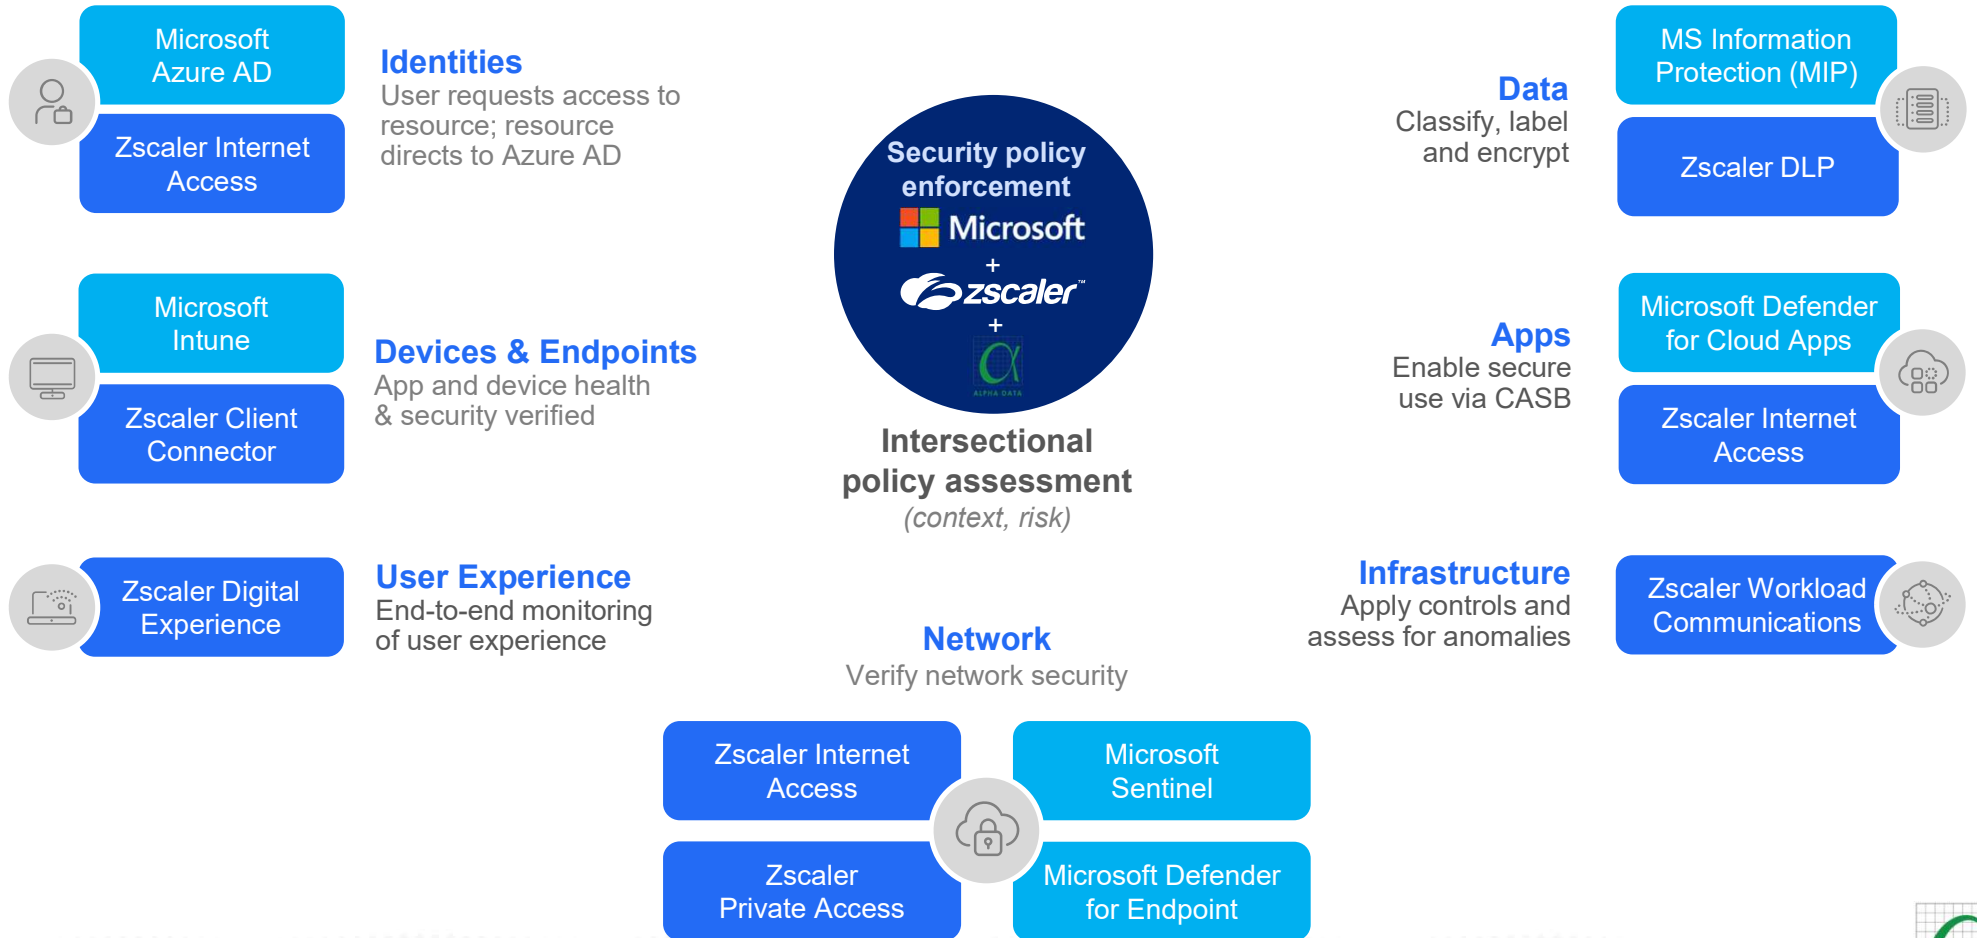 Microsoft
Azure AD
Zscaler Internet
Access
Identities
User requests access to
resource; resource
directs to Azure AD
Microsoft
Intune
Zscaler Client
Connector
Devices & Endpoints
App and device health
& security verified
Zscaler Digital
Experience
User Experience
End-to-end monitoring
of user experience
Security policy
enforcement
Microsoft
+
zscaler™
+
ALPHA DATA
Intersectional
policy assessment
(context, risk)
Network
Verify network security
Zscaler Internet
Access
Microsoft
Sentinel
Zscaler
Private Access
Microsoft Defender
for Endpoint
Data
Classify, label
and encrypt
MS Information
Protection (MIP)
Zscaler DLP
Apps
Enable secure
use via CASB
Microsoft Defender
for Cloud Apps
Zscaler Internet
Access
Infrastructure
Apply controls and
assess for anomalies
Zscaler Workload
Communications